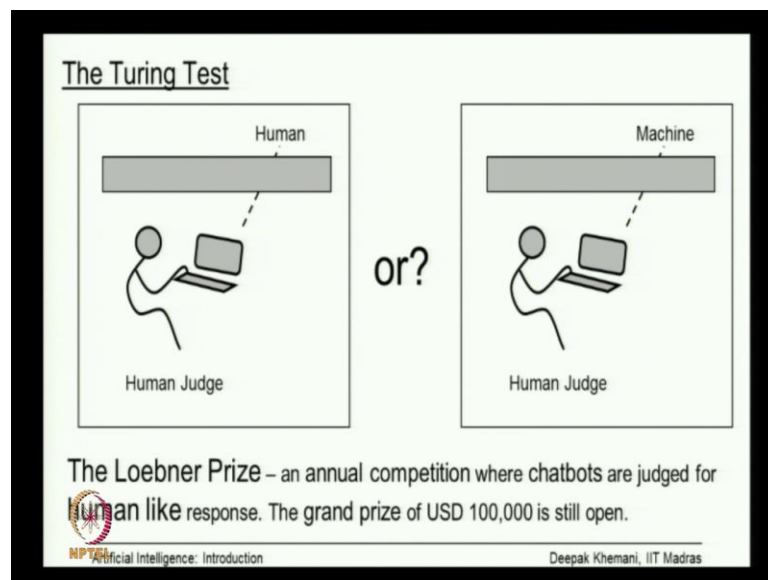 The Turing Test
Human
Machine
or?
Human Judge
Human Judge
The Loebner Prize – an annual competition where chatbots are judged for
human like response. The grand prize of USD 100,000 is still open.
NPTEL
Artificial Intelligence: Introduction
Deepak Khemani, IIT Madras